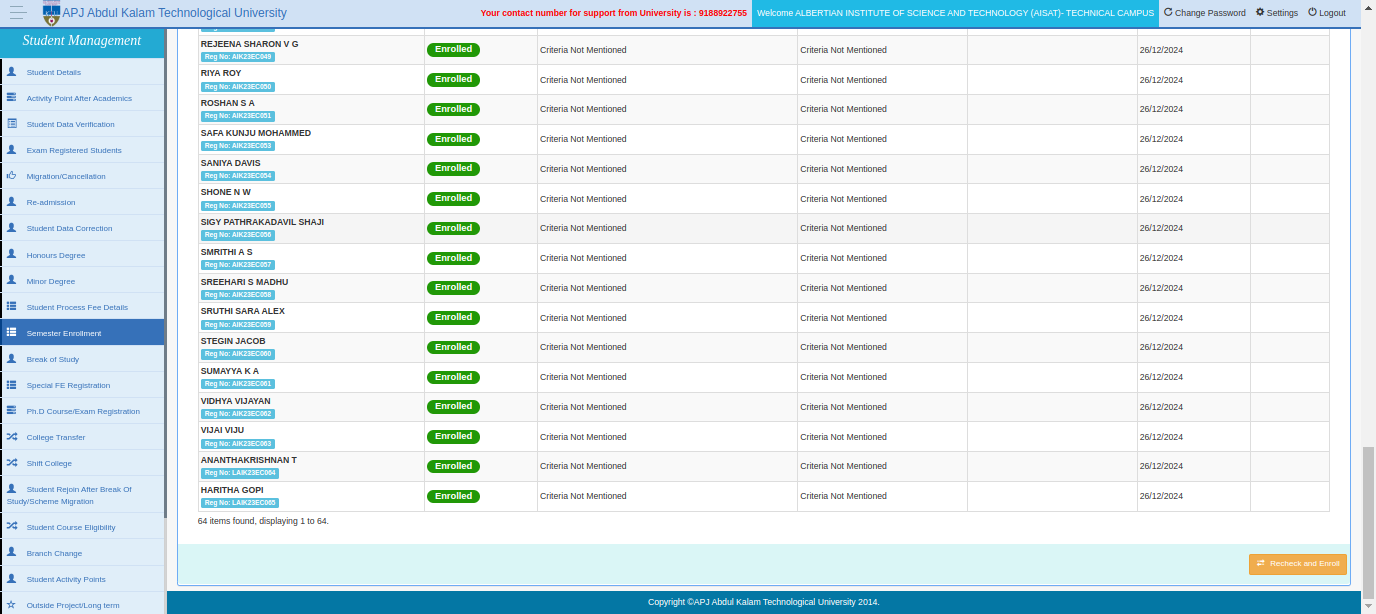 APJ Abdul Kalam Technological University
Your contact number for support from University is : 9188922755
Welcome ALBERTIAN INSTITUTE OF SCIENCE AND TECHNOLOGY (AISAT)- TECHNICAL CAMPUS
Change Password
Settings
Logout
Student Management
Student Details
Activity Point After Academics
Student Data Verification
Exam Registered Students
Migration/Cancellation
Re-admission
Student Data Correction
Honours Degree
Minor Degree
Student Process Fee Details
Semester Enrollment
Break of Study
Special FE Registration
Ph.D Course/Exam Registration
College Transfer
Shift College
Student Rejoin After Break Of
Study/Scheme Migration
Student Course Eligibility
Branch Change
Student Activity Points
Outside Project/Long term
REJEENA SHARON V G
Reg No: AIK23EC049
Enrolled Criteria Not Mentioned Criteria Not Mentioned 26/12/2024
RIYA ROY
Reg No: AIK23EC050
Enrolled Criteria Not Mentioned Criteria Not Mentioned 26/12/2024
ROSHAN S A
Reg No: AIK23EC051
Enrolled Criteria Not Mentioned Criteria Not Mentioned 26/12/2024
SAFA KUNJU MOHAMMED
Reg No: AIK23EC053
Enrolled Criteria Not Mentioned Criteria Not Mentioned 26/12/2024
SANIYA DAVIS
Reg No: AIK23EC054
Enrolled Criteria Not Mentioned Criteria Not Mentioned 26/12/2024
SHONE N W
Reg No: AIK23EC055
Enrolled Criteria Not Mentioned Criteria Not Mentioned 26/12/2024
SIGY PATHRAKADAVIL SHAJI
Reg No: AIK23EC056
Enrolled Criteria Not Mentioned Criteria Not Mentioned 26/12/2024
SMRITHI A S
Reg No: AIK23EC057
Enrolled Criteria Not Mentioned Criteria Not Mentioned 26/12/2024
SREEHARI S MADHU
Reg No: AIK23EC058
Enrolled Criteria Not Mentioned Criteria Not Mentioned 26/12/2024
SRUTHI SARA ALEX
Reg No: AIK23EC059
Enrolled Criteria Not Mentioned Criteria Not Mentioned 26/12/2024
STEGIN JACOB
Reg No: AIK23EC060
Enrolled Criteria Not Mentioned Criteria Not Mentioned 26/12/2024
SUMAYYA K A
Reg No: AIK23EC061
Enrolled Criteria Not Mentioned Criteria Not Mentioned 26/12/2024
VIDHYA VIJAYAN
Reg No: AIK23EC062
Enrolled Criteria Not Mentioned Criteria Not Mentioned 26/12/2024
VIJAI VIJU
Reg No: AIK23EC063
Enrolled Criteria Not Mentioned Criteria Not Mentioned 26/12/2024
ANANTHAKRISHNAN T
Reg No: LAIK23EC064
Enrolled Criteria Not Mentioned Criteria Not Mentioned 26/12/2024
HARITHA GOPI
Reg No: LAIK23EC065
Enrolled Criteria Not Mentioned Criteria Not Mentioned 26/12/2024
64 items found, displaying 1 to 64.
Recheck and Enroll
Copyright ©APJ Abdul Kalam Technological University 2014.